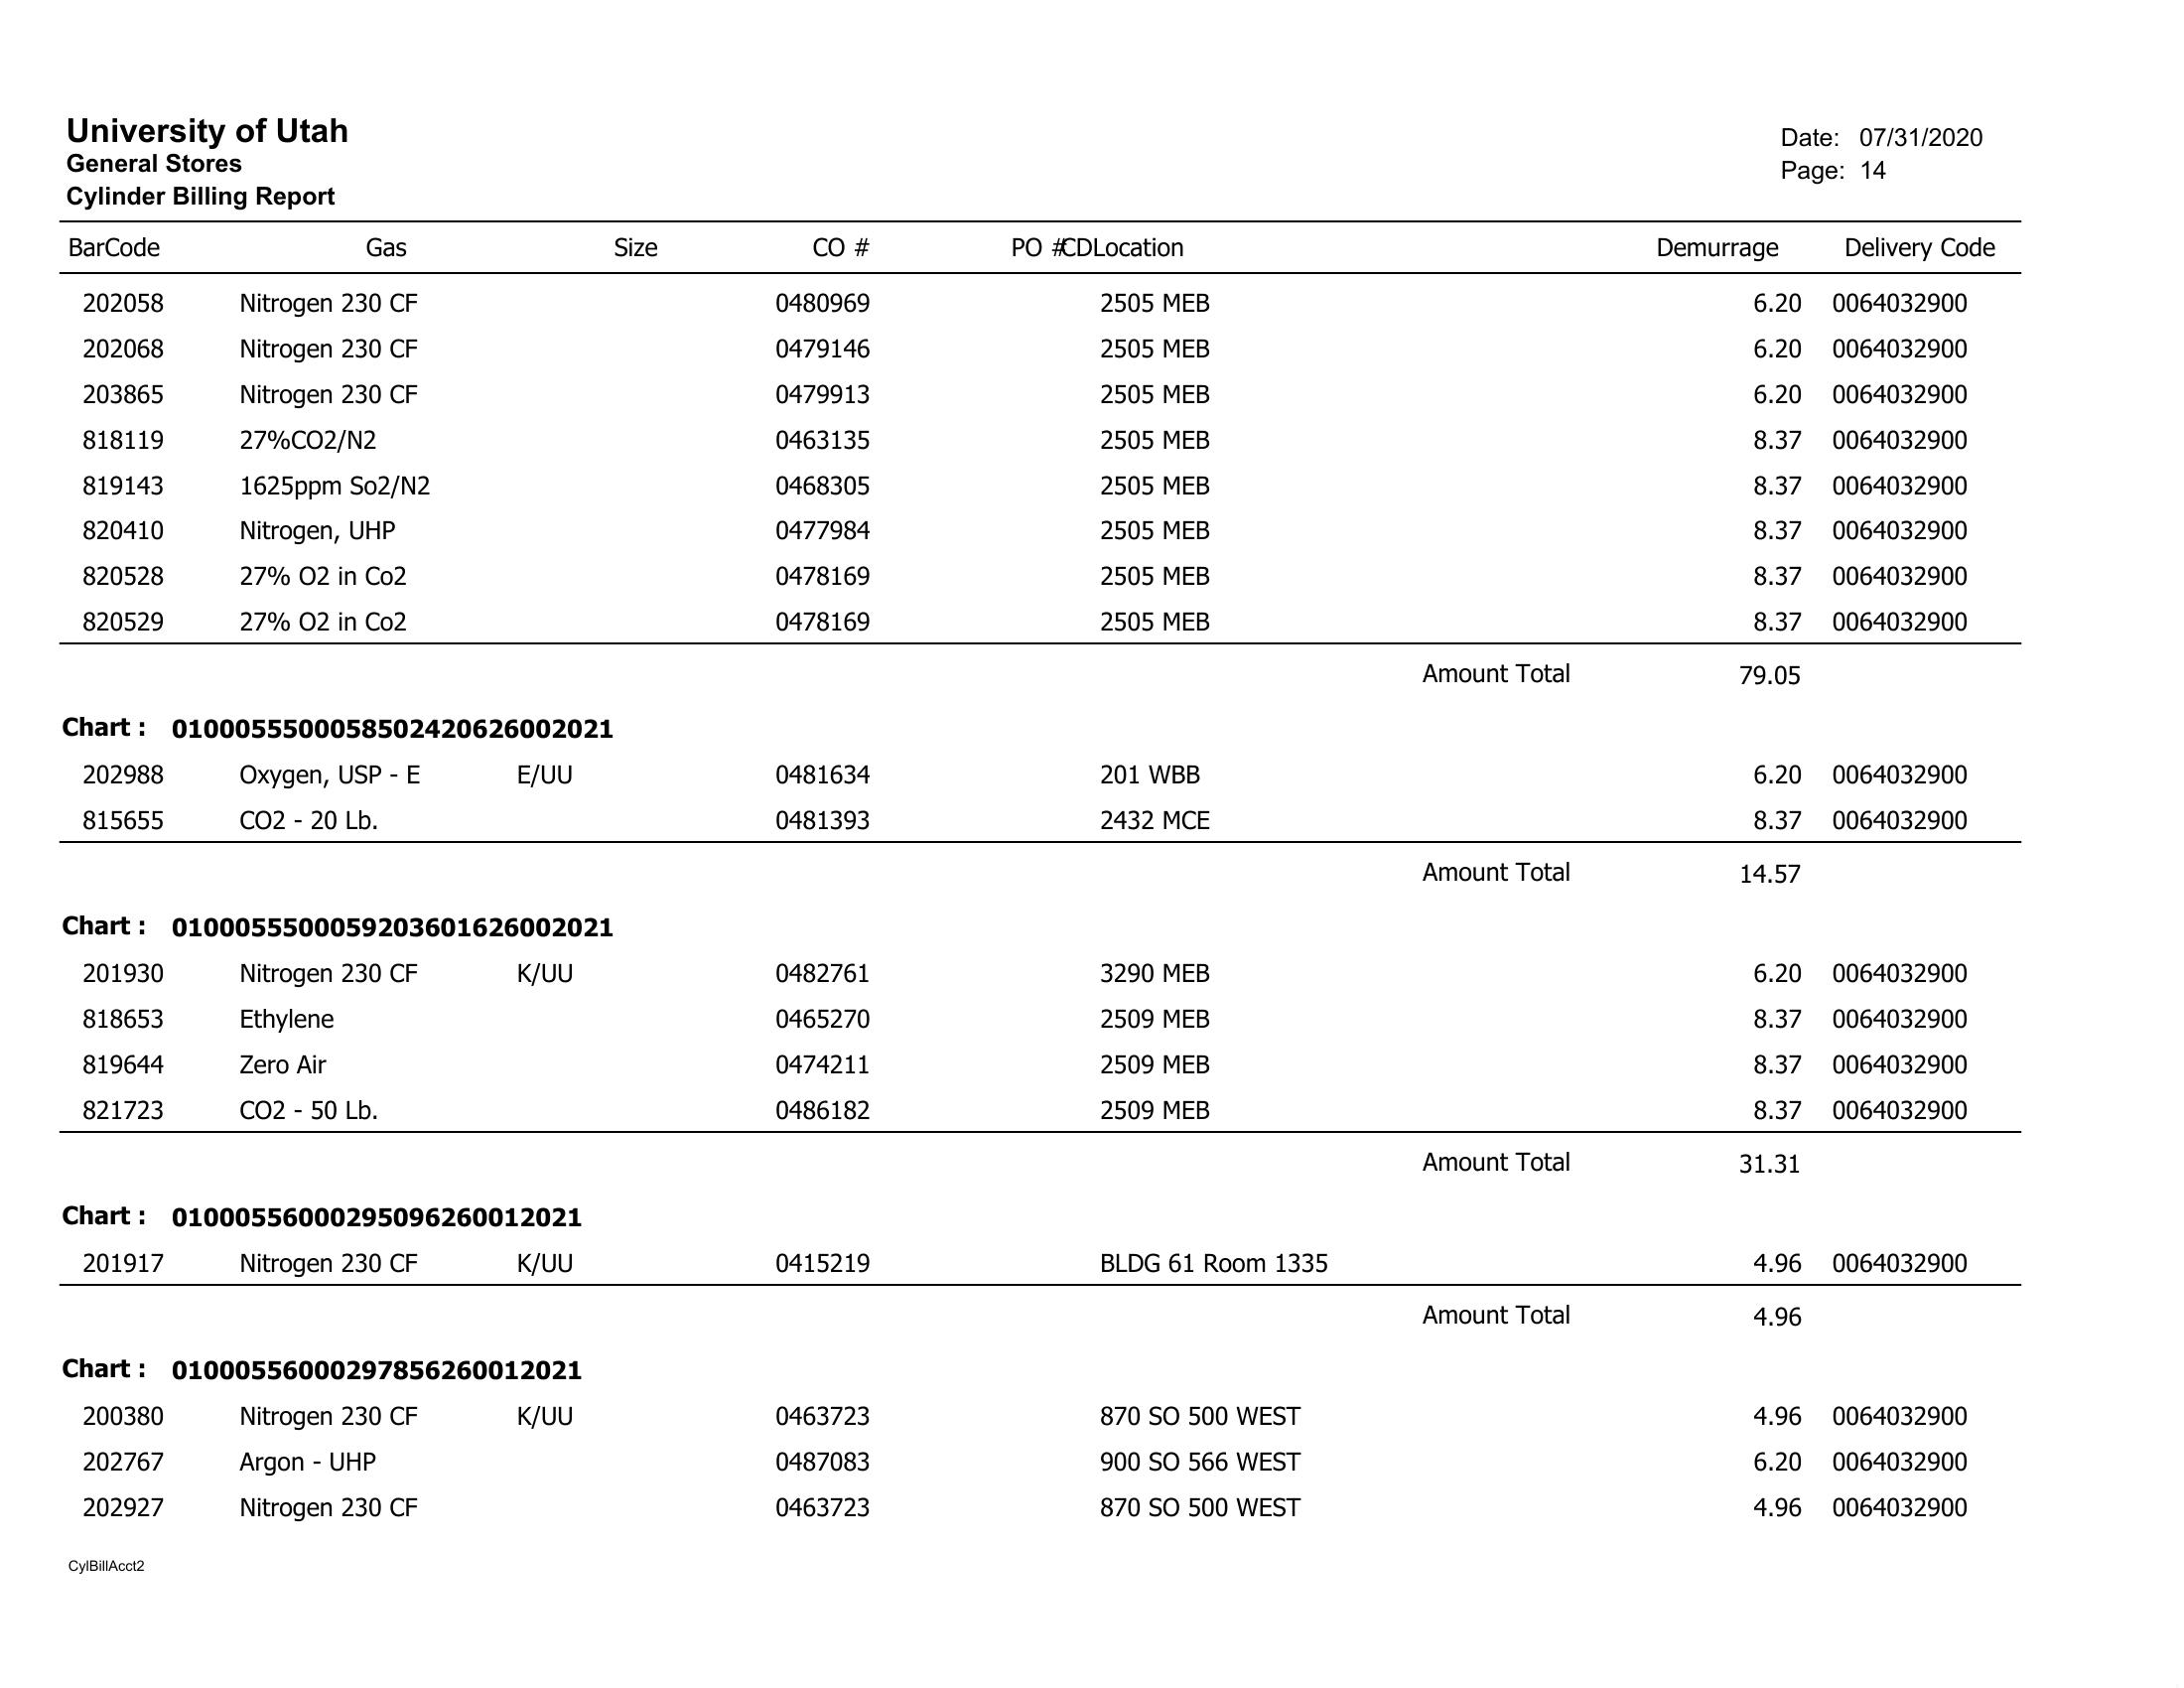 University of Utah
General Stores
Cylinder Billing Report
Date: 07/31/2020
Page: 14
BarCode Gas Size CO # PO #CDLocation Demurrage Delivery Code
202058 Nitrogen 230 CF 0480969 2505 MEB 6.20 0064032900
202068 Nitrogen 230 CF 0479146 2505 MEB 6.20 0064032900
203865 Nitrogen 230 CF 0479913 2505 MEB 6.20 0064032900
818119 27%CO2/N2 0463135 2505 MEB 8.37 0064032900
819143 1625ppm So2/N2 0468305 2505 MEB 8.37 0064032900
820410 Nitrogen, UHP 0477984 2505 MEB 8.37 0064032900
820528 27% O2 in Co2 0478169 2505 MEB 8.37 0064032900
820529 27% O2 in Co2 0478169 2505 MEB 8.37 0064032900
Amount Total 79.05
Chart : 01000555000585024206260​02021
202988 Oxygen, USP - E E/UU 0481634 201 WBB 6.20 0064032900
815655 CO2 - 20 Lb. 0481393 2432 MCE 8.37 0064032900
Amount Total 14.57
Chart : 0100055500059203601626002021
201930 Nitrogen 230 CF K/UU 0482761 3290 MEB 6.20 0064032900
818653 Ethylene 0465270 2509 MEB 8.37 0064032900
819644 Zero Air 0474211 2509 MEB 8.37 0064032900
821723 CO2 - 50 Lb. 0486182 2509 MEB 8.37 0064032900
Amount Total 31.31
Chart : 01000556000295096260012021
201917 Nitrogen 230 CF K/UU 0415219 BLDG 61 Room 1335 4.96 0064032900
Amount Total 4.96
Chart : 01000556000297856260012021
200380 Nitrogen 230 CF K/UU 0463723 870 SO 500 WEST 4.96 0064032900
202767 Argon - UHP 0487083 900 SO 566 WEST 6.20 0064032900
202927 Nitrogen 230 CF 0463723 870 SO 500 WEST 4.96 0064032900
CylBillAcct2